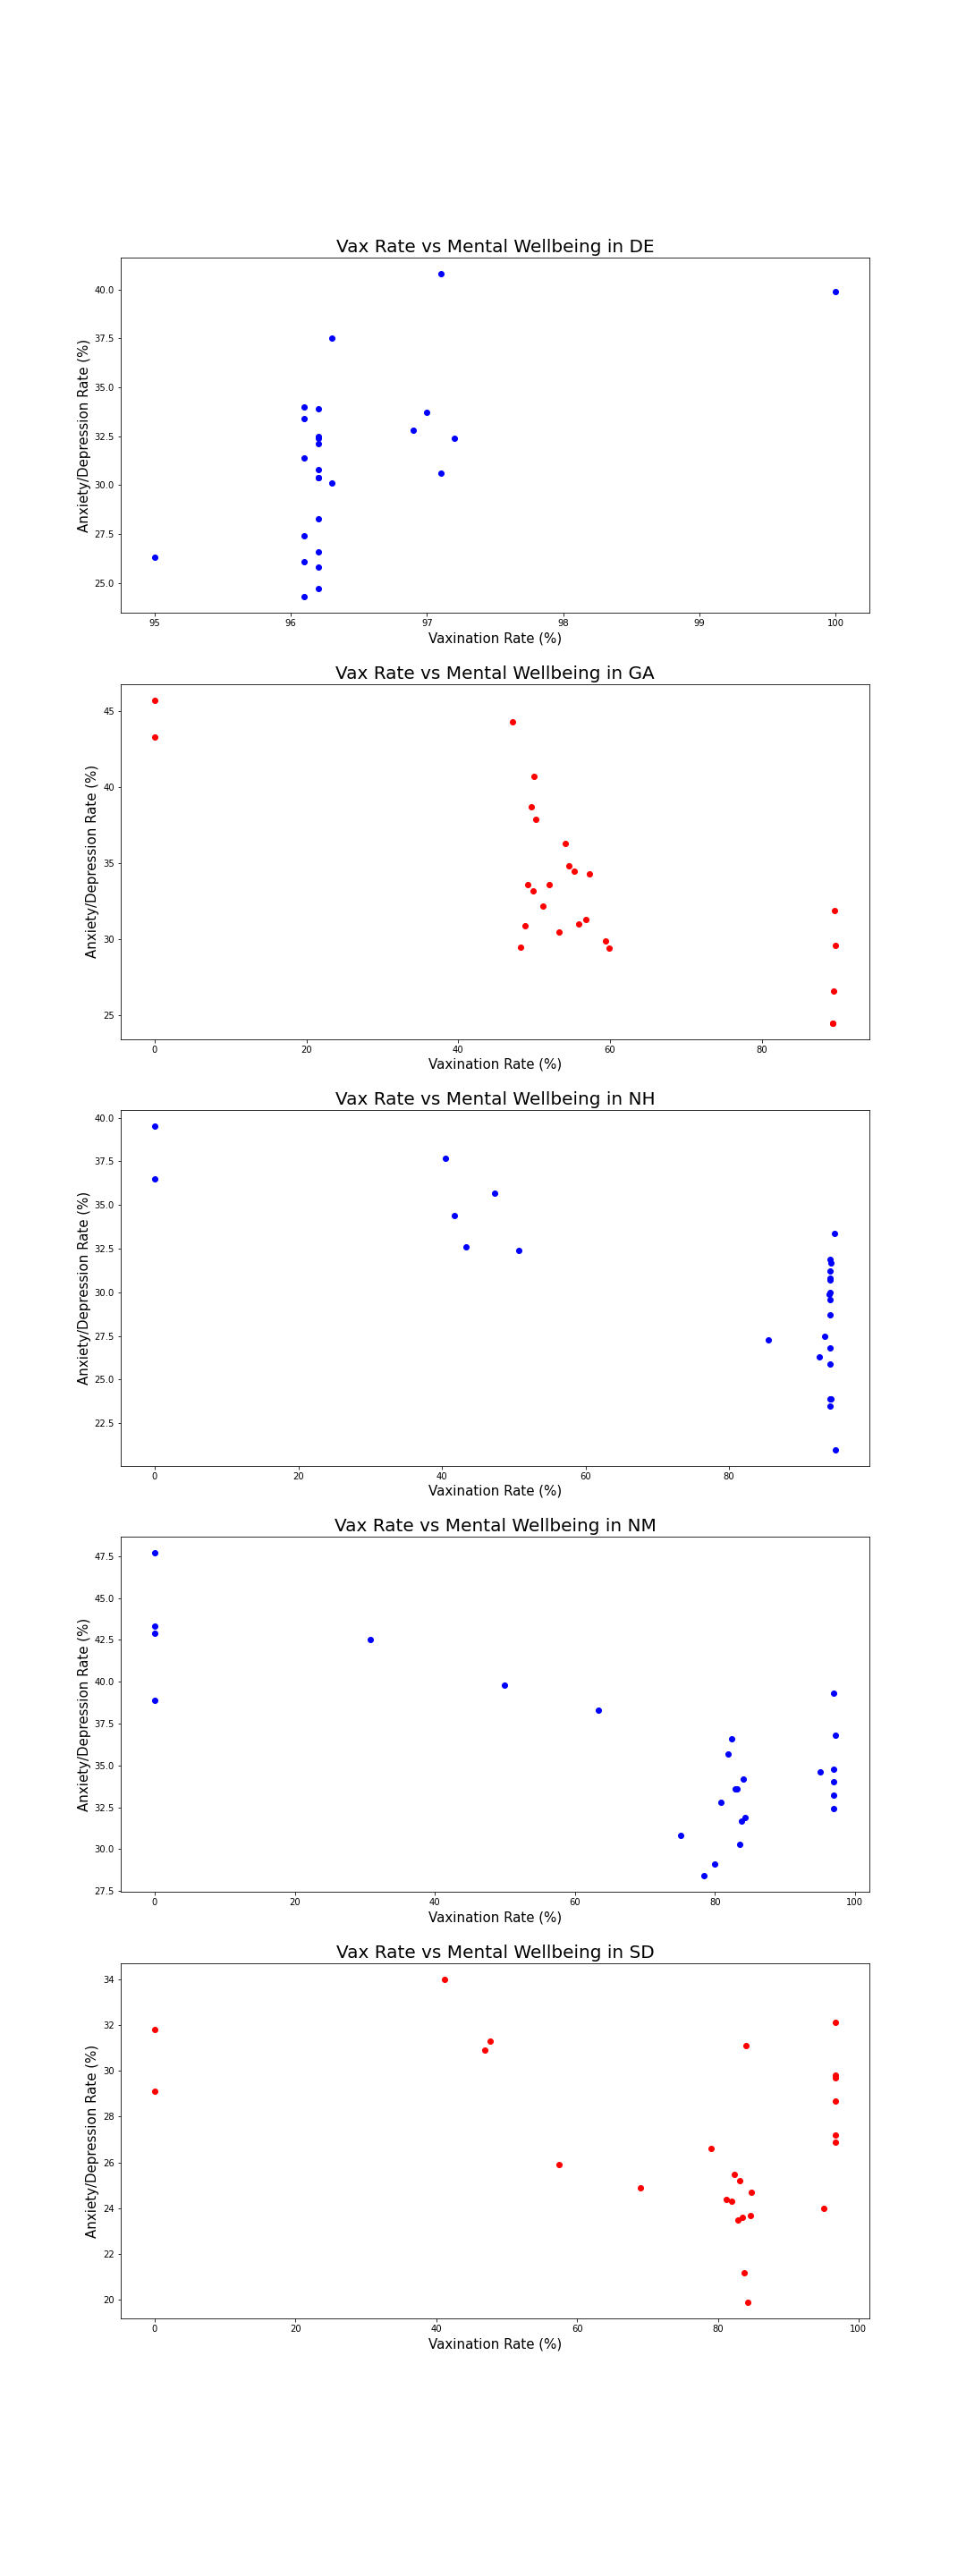 Vax Rate vs Mental Wellbeing in DE
Anxiety/Depression Rate (%)
40.0
37.5
35.0
32.5
30.0
27.5
25.0
95 96 97 98 99 100
Vaxination Rate (%)
Vax Rate vs Mental Wellbeing in GA
Anxiety/Depression Rate (%)
45
40
35
30
25
0 20 40 60 80
Vaxination Rate (%)
Vax Rate vs Mental Wellbeing in NH
Anxiety/Depression Rate (%)
40.0
37.5
35.0
32.5
30.0
27.5
25.0
22.5
0 20 40 60 80
Vaxination Rate (%)
Vax Rate vs Mental Wellbeing in NM
Anxiety/Depression Rate (%)
47.5
45.0
42.5
40.0
37.5
35.0
32.5
30.0
27.5
0 20 40 60 80 100
Vaxination Rate (%)
Vax Rate vs Mental Wellbeing in SD
Anxiety/Depression Rate (%)
34
32
30
28
26
24
22
20
0 20 40 60 80 100
Vaxination Rate (%)